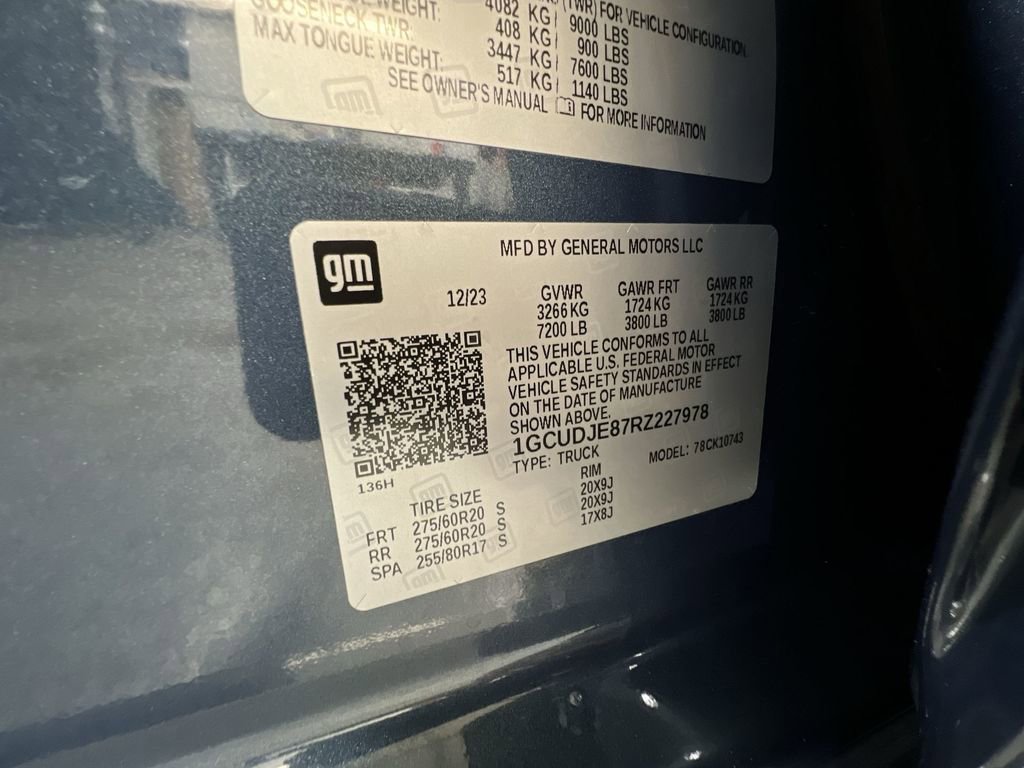 (TWR) FOR VEHICLE CONFIGURATION.
WEIGHT: 4082 KG/ 9000 LBS
GOOSENECK TWR: 408 KG/ 900 LBS
MAX TONGUE WEIGHT: 3447 KG/ 7600 LBS
517 KG/ 1140 LBS
SEE OWNER'S MANUAL FOR MORE INFORMATION
gm
MFD BY GENERAL MOTORS LLC
12/23 GVWR GAWR FRT GAWR RR
3266 KG 1724 KG 1724 KG
7200 LB 3800 LB 3800 LB
THIS VEHICLE CONFORMS TO ALL
APPLICABLE U.S. FEDERAL MOTOR
VEHICLE SAFETY STANDARDS IN EFFECT
ON THE DATE OF MANUFACTURE
SHOWN ABOVE.
1GCUDJE87RZ227978
TYPE: TRUCK MODEL: 78CK10743
136H
TIRE SIZE RIM
FRT 275/60R20 S 20X9J
RR 275/60R20 S 20X9J
SPA 255/80R17 S 17X8J